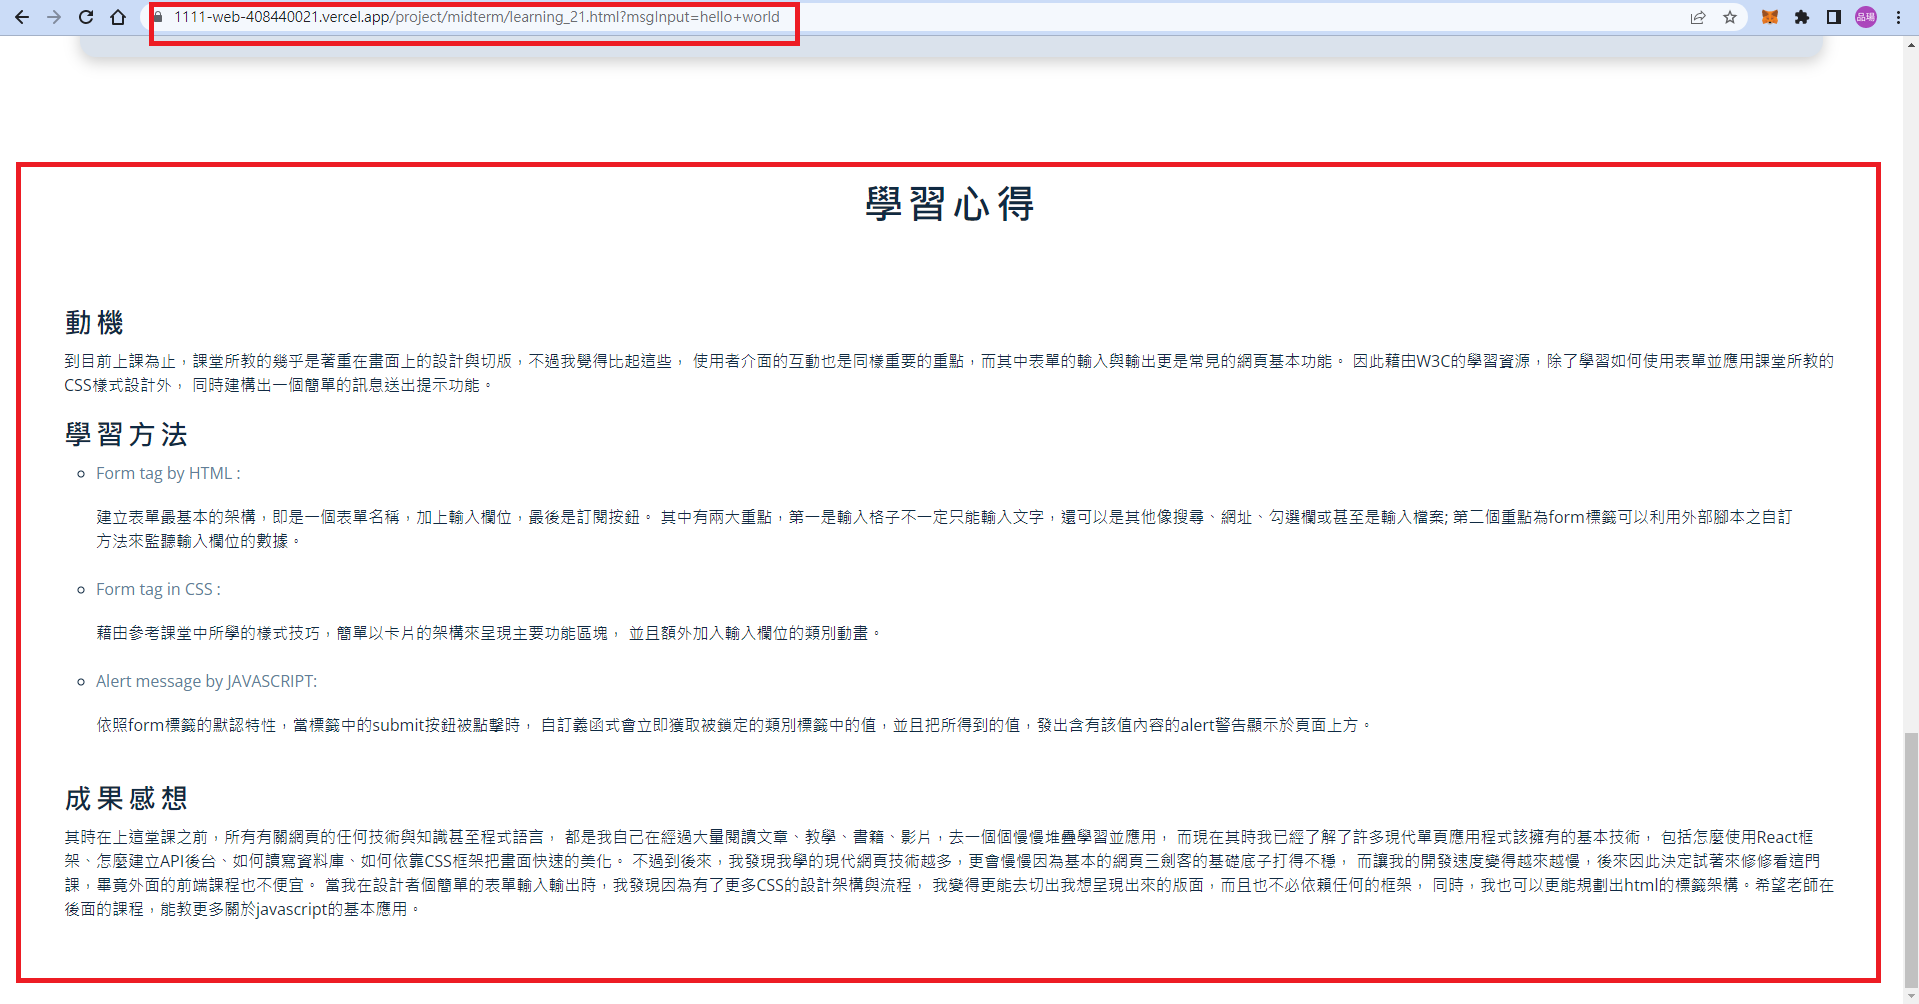 1111-web-408440021.vercel.app/project/midterm/learning_21.html?msgInput=hello+world
品瑒
學習心得
動機
到目前上課為止，課堂所教的幾乎是著重在畫面上的設計與切版，不過我覺得比起這些， 使用者介面的互動也是同樣重要的重點，而其中表單的輸入與輸出更是常見的網頁基本功能。 因此藉由W3C的學習資源，除了學習如何使用表單並應用課堂所教的
CSS樣式設計外， 同時建構出一個簡單的訊息送出提示功能。
學習方法
Form tag by HTML :
建立表單最基本的架構，即是一個表單名稱，加上輸入欄位，最後是訂閱按鈕。 其中有兩大重點，第一是輸入格子不一定只能輸入文字，還可以是其他像搜尋、網址、勾選欄或甚至是輸入檔案; 第二個重點為form標籤可以利用外部腳本之自訂
方法來監聽輸入欄位的數據。
Form tag in CSS :
藉由參考課堂中所學的樣式技巧，簡單以卡片的架構來呈現主要功能區塊， 並且額外加入輸入欄位的類別動畫。
Alert message by JAVASCRIPT:
依照form標籤的默認特性，當標籤中的submit按鈕被點擊時， 自訂義函式會立即獲取被鎖定的類別標籤中的值，並且把所得到的值，發出含有該值內容的alert警告顯示於頁面上方。
成果感想
其時在上這堂課之前，所有有關網頁的任何技術與知識甚至程式語言， 都是我自己在經過大量閱讀文章、教學、書籍、影片，去一個個慢慢堆疊學習並應用， 而現在其時我已經了解了許多現代單頁應用程式該擁有的基本技術， 包括怎麼使用React框
架、怎麼建立API後台、如何讀寫資料庫、如何依靠CSS框架把畫面快速的美化。 不過到後來，我發現我學的現代網頁技術越多，更會慢慢因為基本的網頁三劍客的基礎底子打得不穩， 而讓我的開發速度變得越來越慢，後來因此決定試著來修修看這門
課，畢竟外面的前端課程也不便宜。 當我在設計者個簡單的表單輸入輸出時，我發現因為有了更多CSS的設計架構與流程， 我變得更能去切出我想呈現出來的版面，而且也不必依賴任何的框架， 同時，我也可以更能規劃出html的標籤架構。希望老師在
後面的課程，能教更多關於javascript的基本應用。